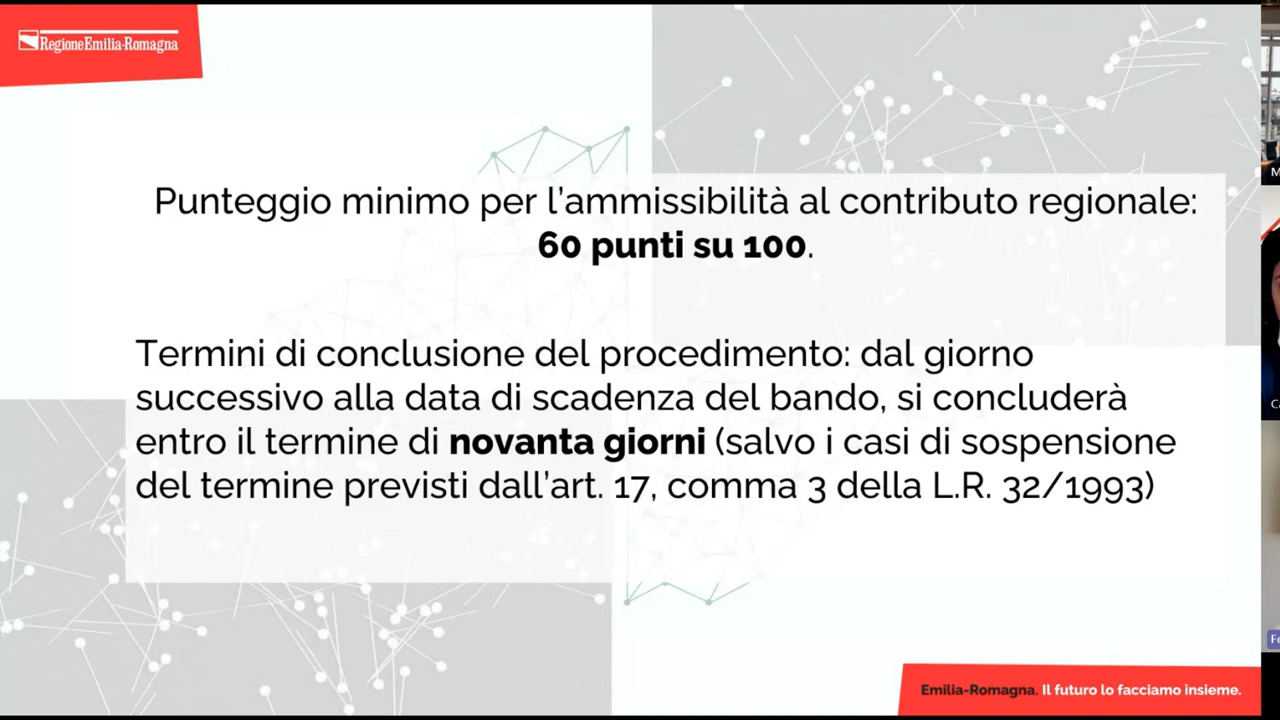 RegioneEmilia-Romagna
Punteggio minimo per l’ammissibilità al contributo regionale:
60 punti su 100.
Termini di conclusione del procedimento: dal giorno
successivo alla data di scadenza del bando, si concluderà
entro il termine di novanta giorni (salvo i casi di sospensione
del termine previsti dall’art. 17, comma 3 della L.R. 32/1993)
Emilia-Romagna. Il futuro lo facciamo insieme.